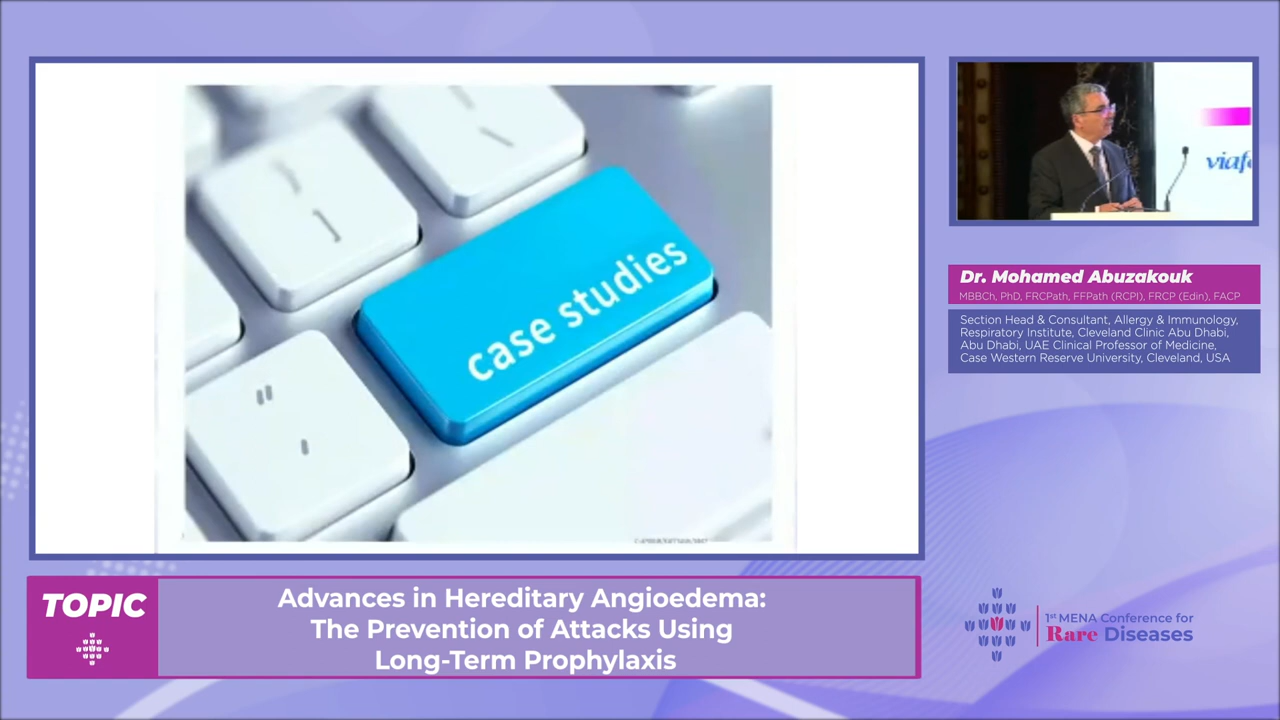 case studies
viaf
Dr. Mohamed Abuzakouk
MBBCh, PhD, FRCPath, FFPath (RCPI), FRCP (Edin), FACP
Section Head & Consultant, Allergy & Immunology,
Respiratory Institute, Cleveland Clinic Abu Dhabi,
Abu Dhabi, UAE Clinical Professor of Medicine,
Case Western Reserve University, Cleveland, USA
TOPIC
Advances in Hereditary Angioedema:
The Prevention of Attacks Using
Long-Term Prophylaxis
1st MENA Conference for
Rare Diseases